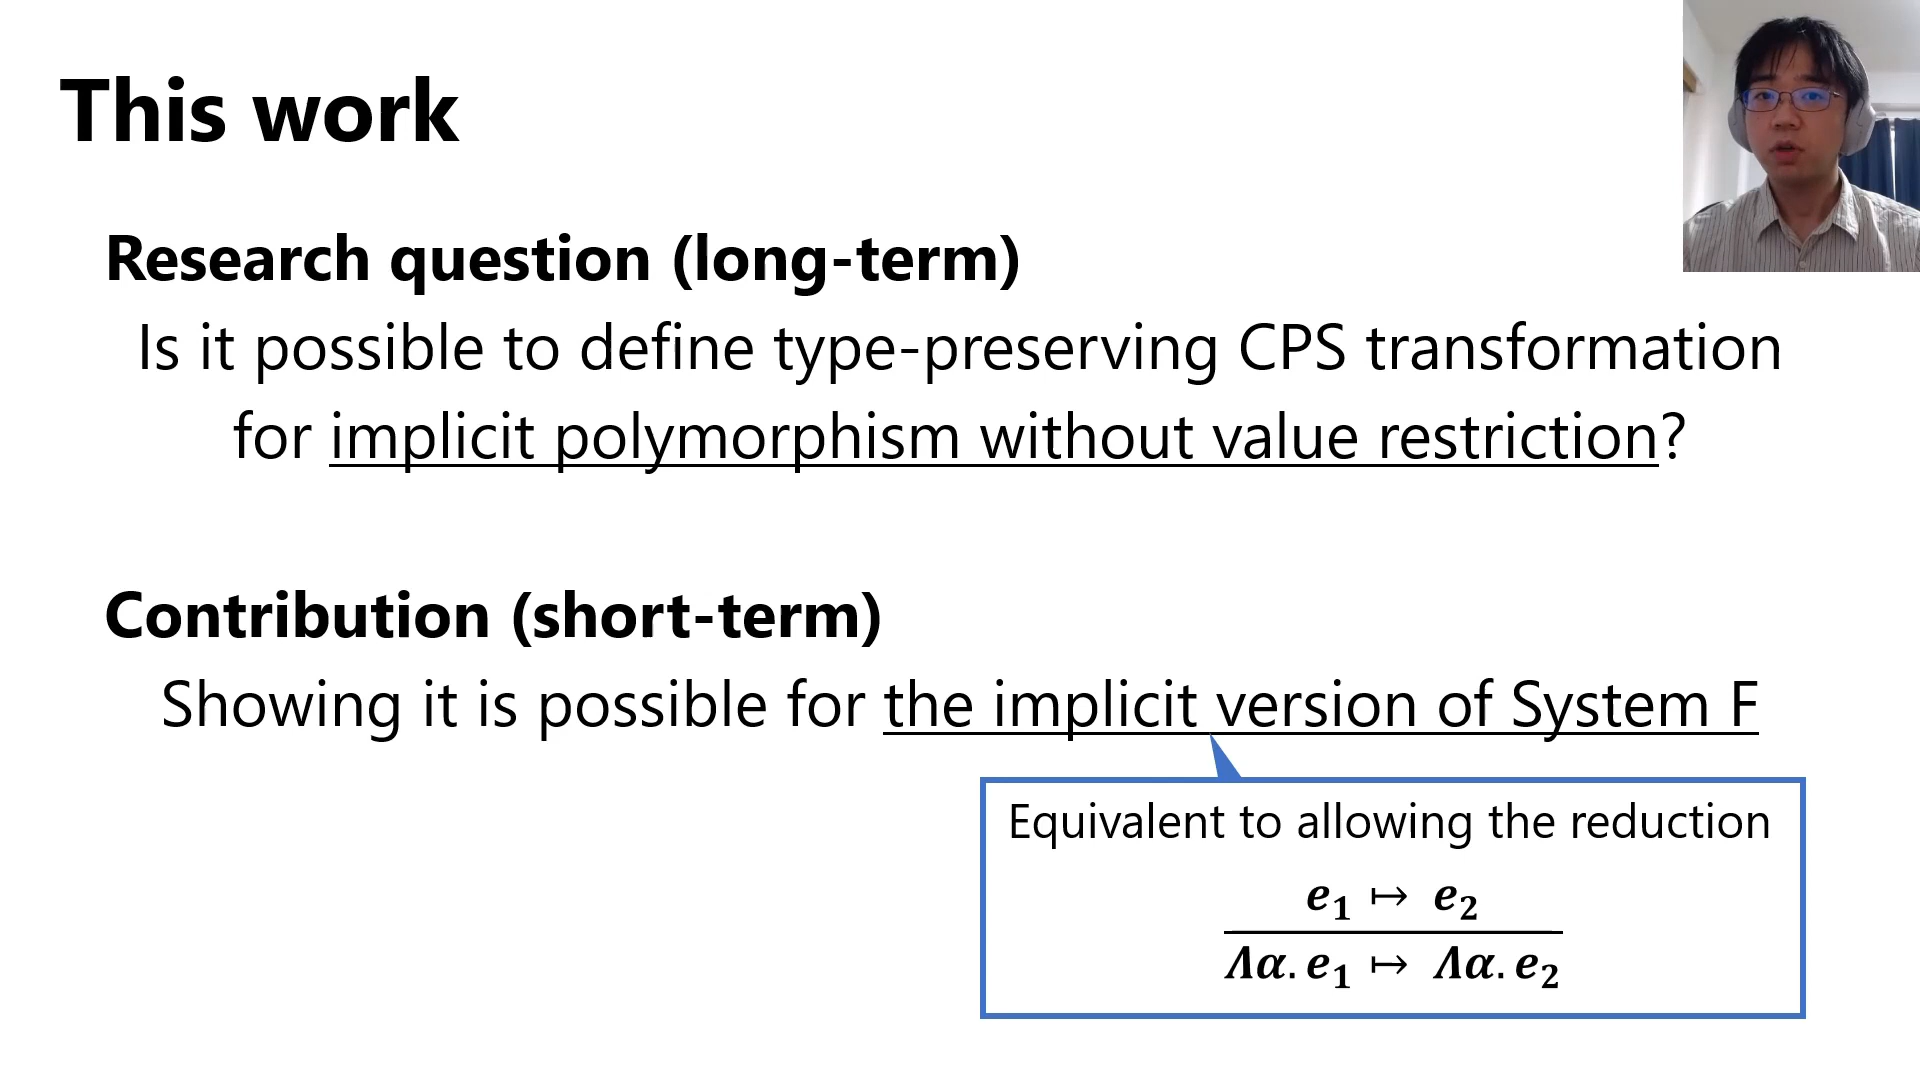 This work
Research question (long-term)
Is it possible to define type-preserving CPS transformation
for implicit polymorphism without value restriction?
Contribution (short-term)
Showing it is possible for the implicit version of System F
Equivalent to allowing the reduction
e₁ ↦ e₂
Λα. e₁ ↦ Λα. e₂